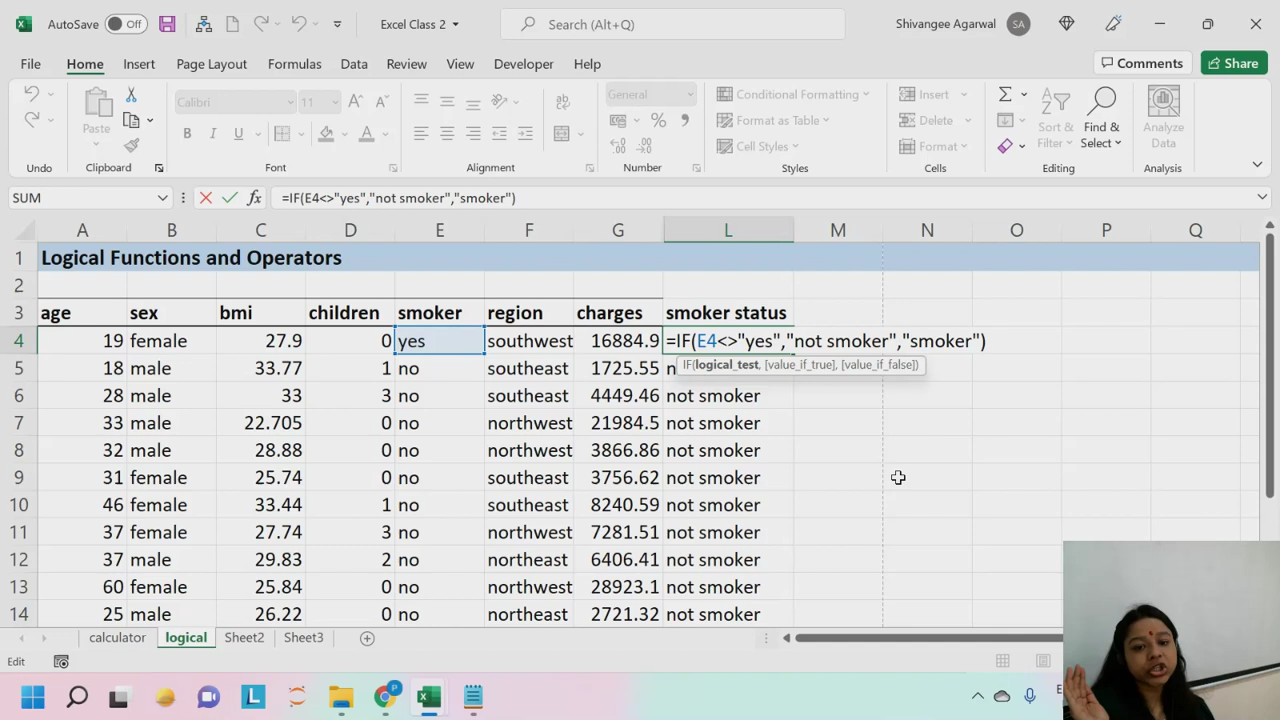 AutoSave Off Excel Class 2 Search (Alt+Q) Shivangee Agarwal SA
File Home Insert Page Layout Formulas Data Review View Developer Help Comments Share
Calibri 11 General Conditional Formatting Insert
Paste B I U Format as Table Delete Sort & Filter Find & Select Analyze Data
Cell Styles Format
Undo Clipboard Font Alignment Number Styles Cells Editing Analysis
SUM fx =IF(E4<>"yes","not smoker","smoker")
A B C D E F G L M N O P Q
1 Logical Functions and Operators
2
3 age sex bmi children smoker region charges smoker status
4 19 female 27.9 0 yes southwest 16884.9 =IF(E4<>"yes","not smoker","smoker")
IF(logical_test, [value_if_true], [value_if_false])
5 18 male 33.77 1 no southeast 1725.55
6 28 male 33 3 no southeast 4449.46 not smoker
7 33 male 22.705 0 no northwest 21984.5 not smoker
8 32 male 28.88 0 no northwest 3866.86 not smoker
9 31 female 25.74 0 no southeast 3756.62 not smoker
10 46 female 33.44 1 no southeast 8240.59 not smoker
11 37 female 27.74 3 no northwest 7281.51 not smoker
12 37 male 29.83 2 no northeast 6406.41 not smoker
13 60 female 25.84 0 no northwest 28923.1 not smoker
14 25 male 26.22 0 no northeast 2721.32 not smoker
calculator logical Sheet2 Sheet3
Edit